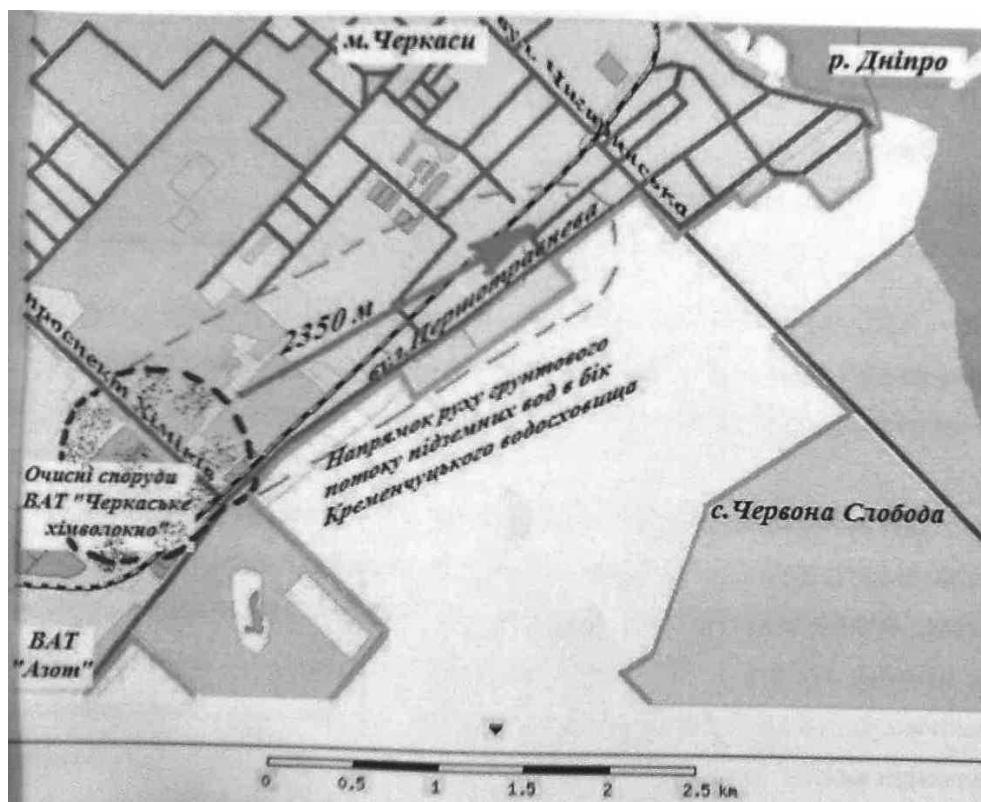 м.Черкаси
р. Дніпро
вул. Чигиринська
вул. Першотравнева
2350 м
проспект Хіміків
Напрямок руху грунтового
потоку підземних вод в бік
Кременчуцького водосховища
Очисні споруди
ВАТ "Черкаське
хімволокно"
с.Червона Слобода
ВАТ
"Азот"
0 0.5 1 1.5 2 2.5 km